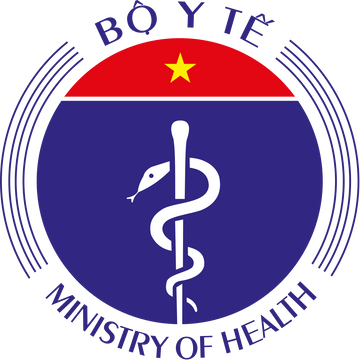 BỘ Y TẾ
MINISTRY OF HEALTH